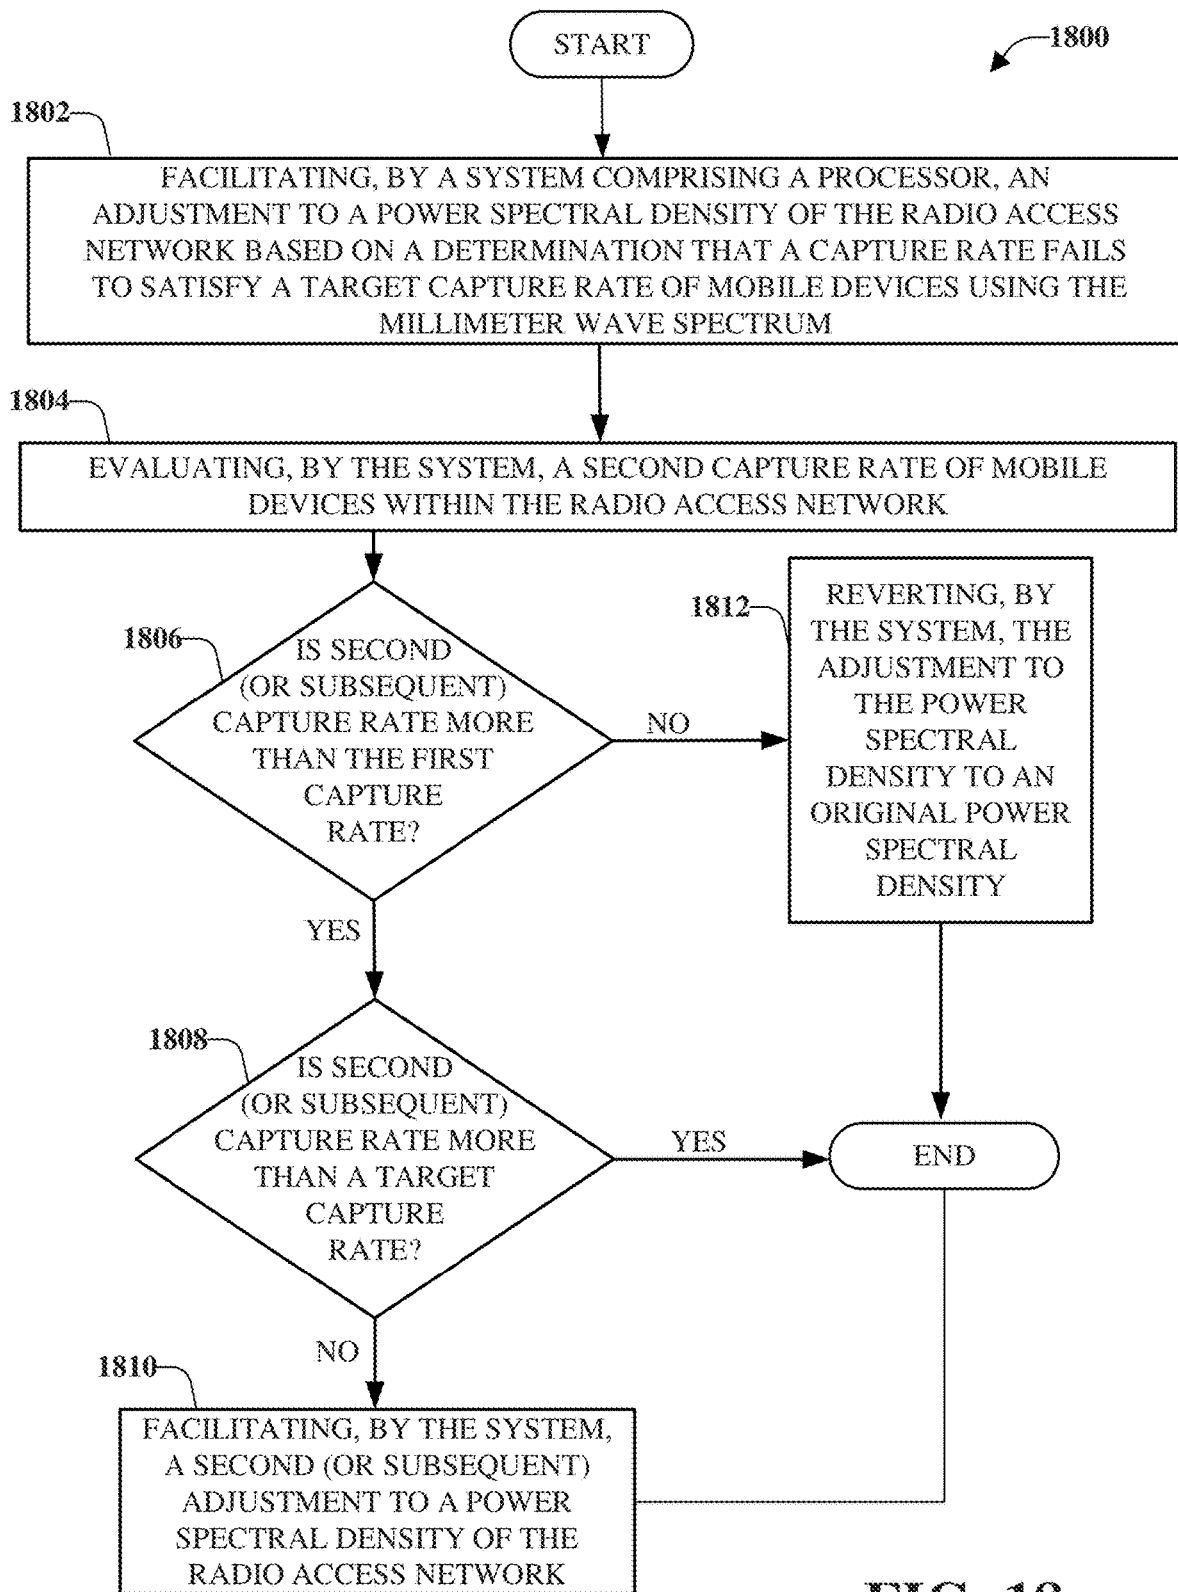 START
1800
1802
FACILITATING, BY A SYSTEM COMPRISING A PROCESSOR, AN
ADJUSTMENT TO A POWER SPECTRAL DENSITY OF THE RADIO ACCESS
NETWORK BASED ON A DETERMINATION THAT A CAPTURE RATE FAILS
TO SATISFY A TARGET CAPTURE RATE OF MOBILE DEVICES USING THE
MILLIMETER WAVE SPECTRUM
1804
EVALUATING, BY THE SYSTEM, A SECOND CAPTURE RATE OF MOBILE
DEVICES WITHIN THE RADIO ACCESS NETWORK
1806
IS SECOND
(OR SUBSEQUENT)
CAPTURE RATE MORE
THAN THE FIRST
CAPTURE
RATE?
NO
1812
REVERTING, BY
THE SYSTEM, THE
ADJUSTMENT TO
THE POWER
SPECTRAL
DENSITY TO AN
ORIGINAL POWER
SPECTRAL
DENSITY
YES
1808
IS SECOND
(OR SUBSEQUENT)
CAPTURE RATE MORE
THAN A TARGET
CAPTURE
RATE?
YES
END
NO
1810
FACILITATING, BY THE SYSTEM,
A SECOND (OR SUBSEQUENT)
ADJUSTMENT TO A POWER
SPECTRAL DENSITY OF THE
RADIO ACCESS NETWORK
FIG. 18